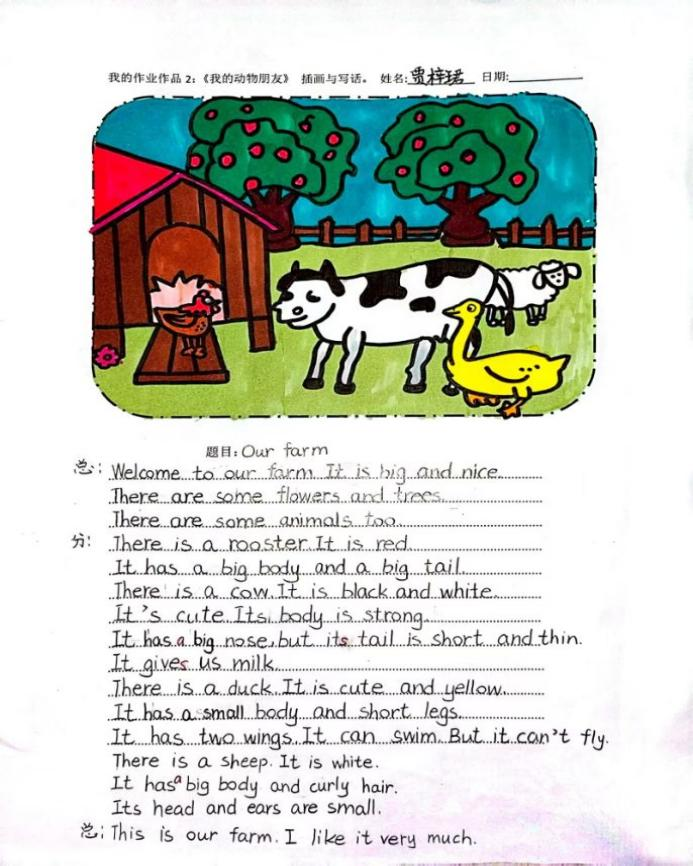 我的作业作品 2：《我的动物朋友》 插画与写话。 姓名: 贾梓珺 日期:
题目: Our farm
总: Welcome to our farm. It is big and nice.
There are some flowers and trees.
There are some animals too.
分: There is a rooster. It is red.
It has a big body and a big tail.
There is a cow. It is black and white.
It's cute. Its body is strong.
It has a big nose, but its tail is short and thin.
It gives us milk.
There is a duck. It is cute and yellow.
It has a small body and short legs.
It has two wings. It can swim. But it can't fly.
There is a sheep. It is white.
It has a big body and curly hair.
Its head and ears are small.
总: This is our farm. I like it very much.